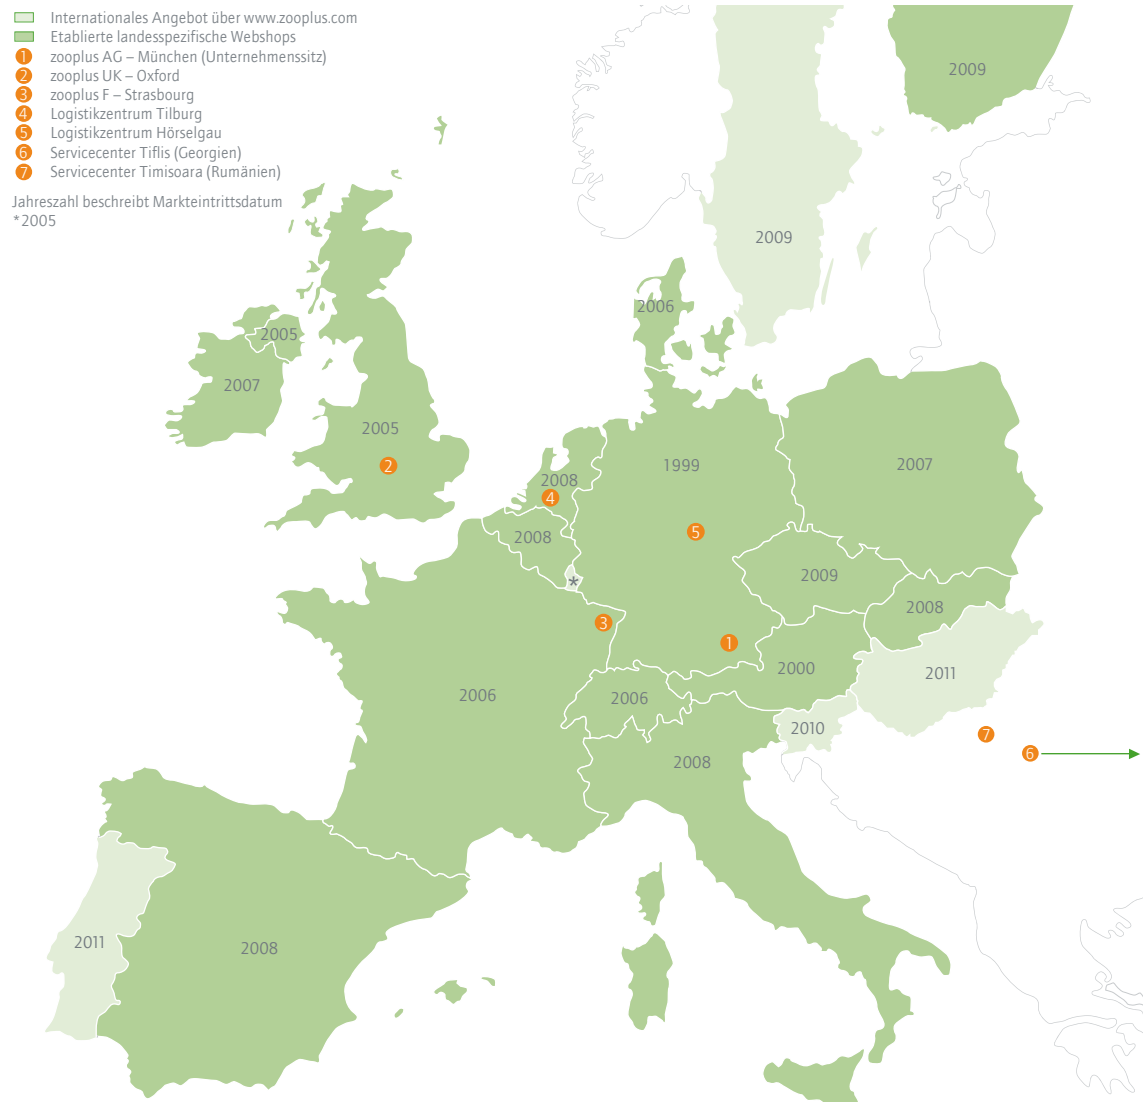 Internationales Angebot über www.zooplus.com
Etablierte landesspezifische Webshops
1 zooplus AG – München (Unternehmenssitz)
2 zooplus UK – Oxford
3 zooplus F – Strasbourg
4 Logistikzentrum Tilburg
5 Logistikzentrum Hörselgau
6 Servicecenter Tiflis (Georgien)
7 Servicecenter Timisoara (Rumänien)
Jahreszahl beschreibt Markteintrittsdatum
* 2005
2009
2009
2006
2005
2007
2005
2
1999
2007
2008
4
5
2008
2009
*
2008
3
1
2000
2011
2006
2006
2010
7
6
2008
2011
2008